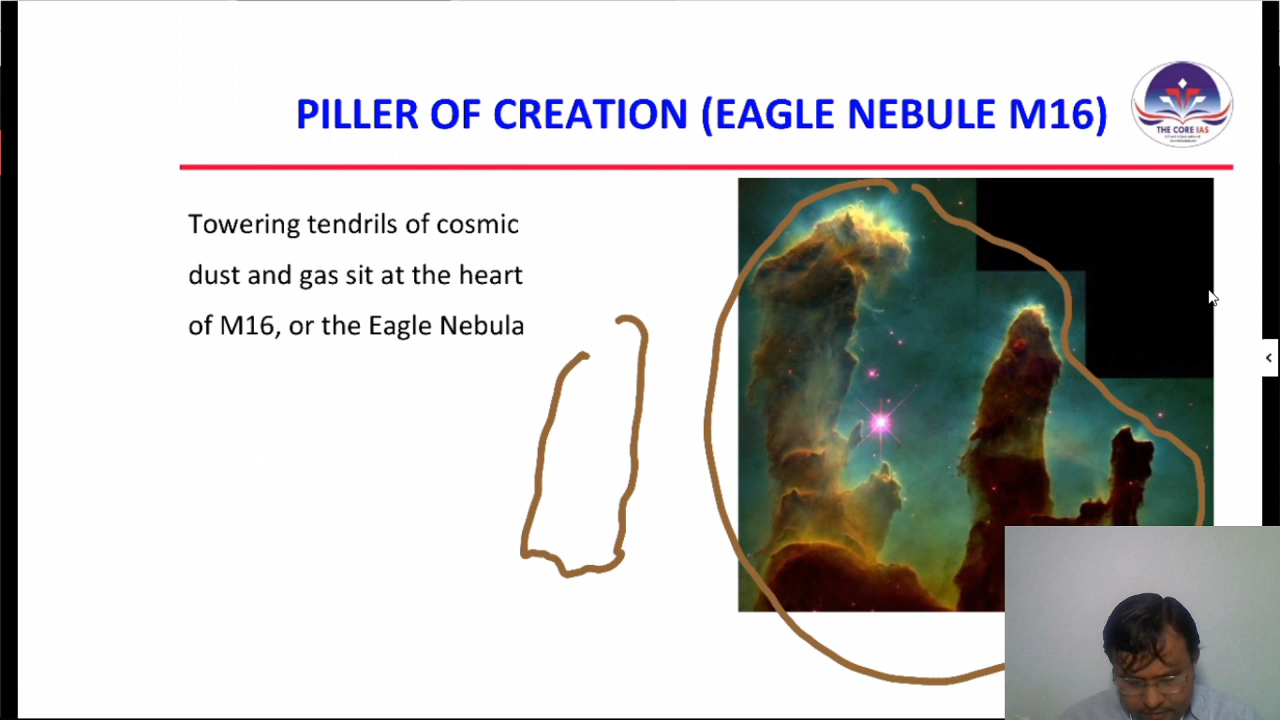 PILLER OF CREATION (EAGLE NEBULE M16)
THE CORE IAS
Towering tendrils of cosmic
dust and gas sit at the heart
of M16, or the Eagle Nebula